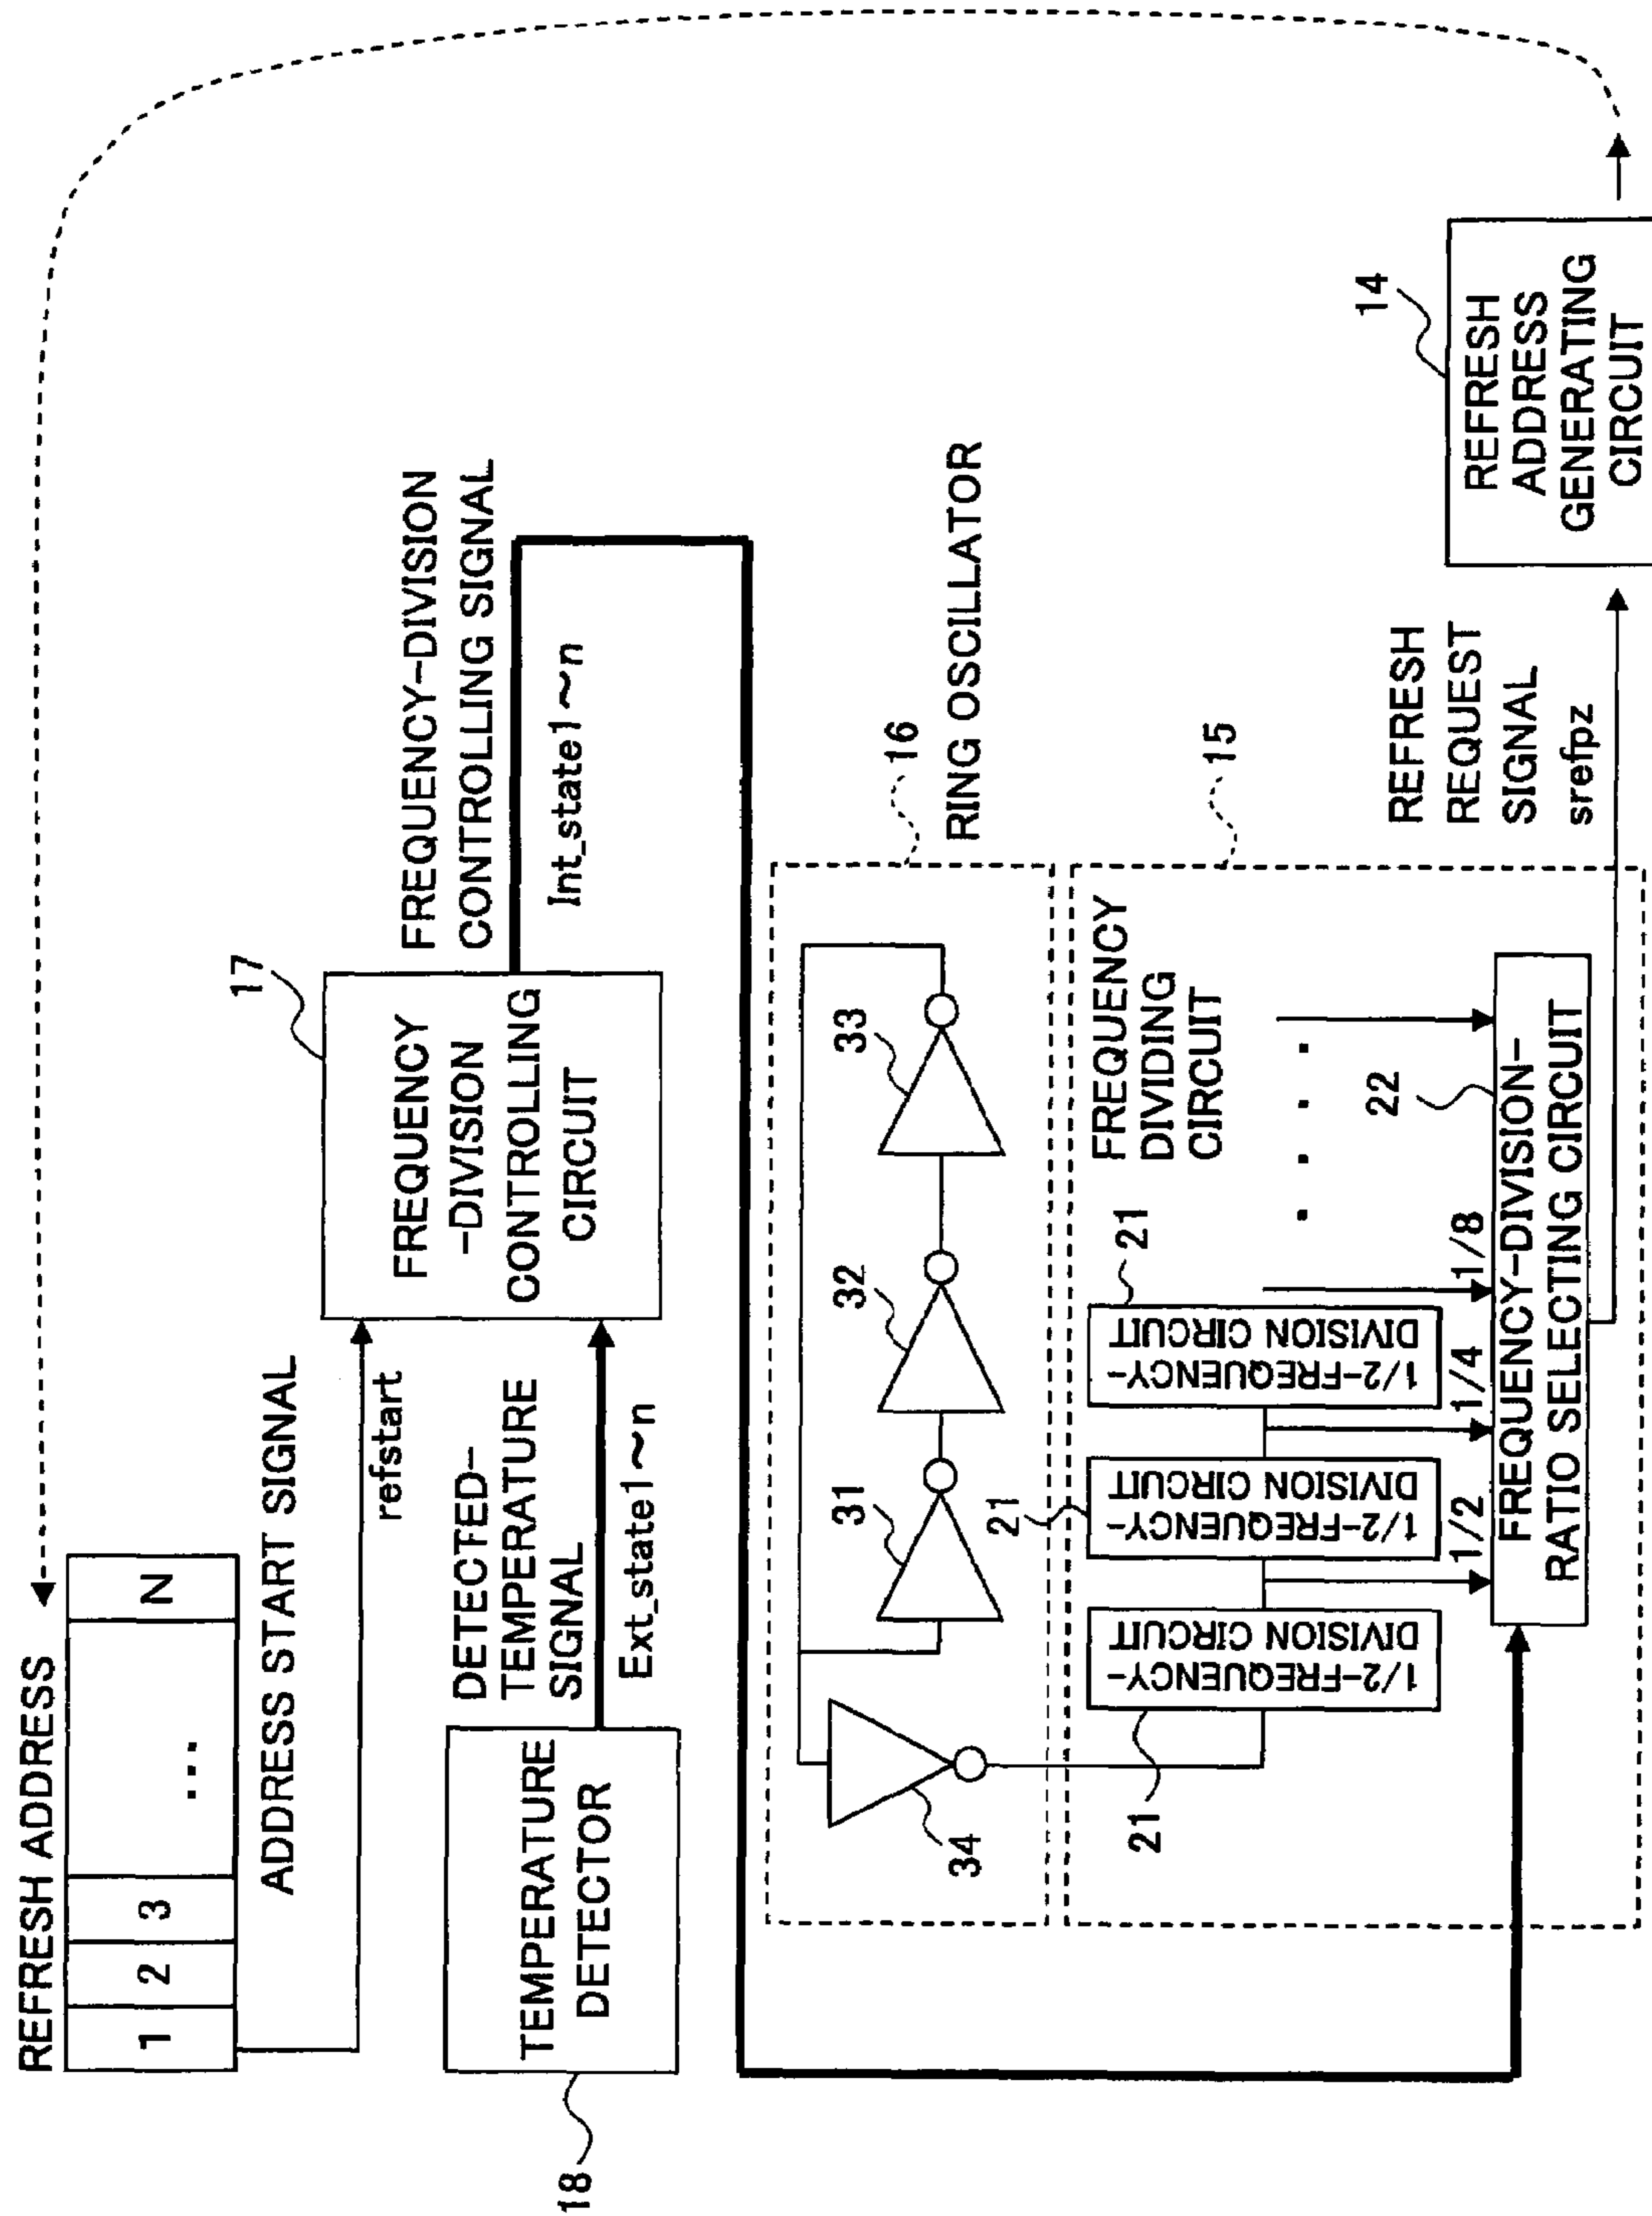 REFRESH ADDRESS
1
2
3
...
N
ADDRESS START SIGNAL
refstart
17
FREQUENCY
-DIVISION
CONTROLLING
CIRCUIT
FREQUENCY-DIVISION
CONTROLLING SIGNAL
Int_state1~n
18
TEMPERATURE
DETECTOR
DETECTED-
TEMPERATURE
SIGNAL
Ext_state1~n
16
RING OSCILLATOR
34
31
32
33
15
FREQUENCY
DIVIDING
CIRCUIT
21
1/2-FREQUENCY-
DIVISION CIRCUIT
21
1/2-FREQUENCY-
DIVISION CIRCUIT
21
1/2-FREQUENCY-
DIVISION CIRCUIT
. . . .
1/2
1/4
1/8
22
FREQUENCY-DIVISION-
RATIO SELECTING CIRCUIT
REFRESH
REQUEST
SIGNAL
srefpz
14
REFRESH
ADDRESS
GENERATING
CIRCUIT